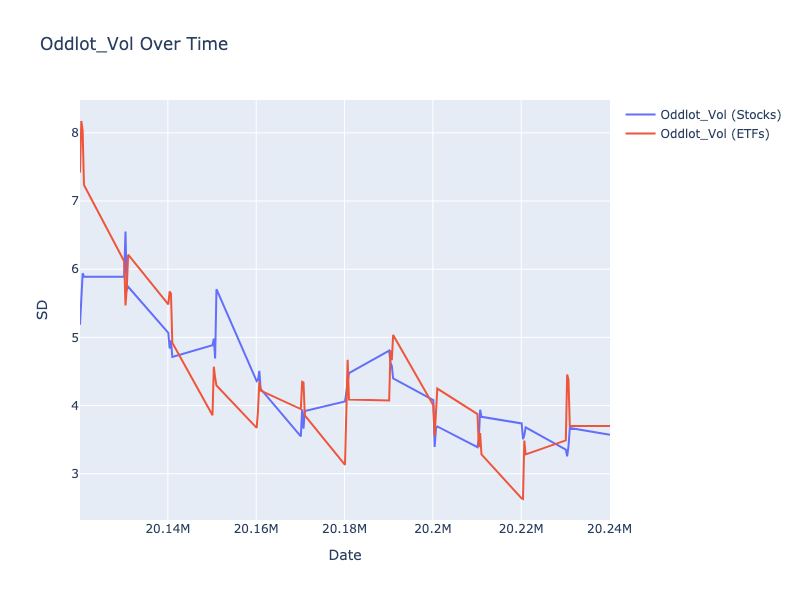 Oddlot_Vol Over Time
Oddlot_Vol (Stocks)
Oddlot_Vol (ETFs)
8
7
6
5
4
3
SD
20.14M
20.16M
20.18M
20.2M
20.22M
20.24M
Date